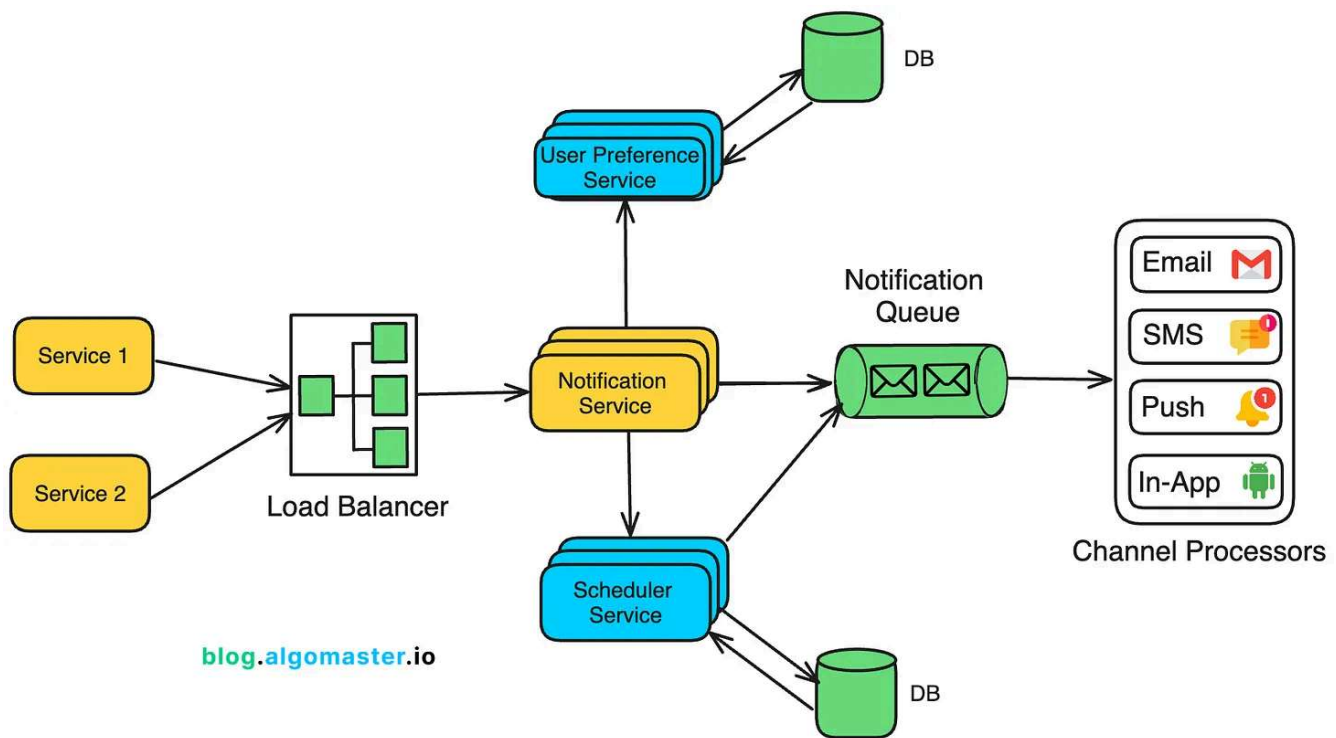 DB
User Preference
Service
Notification
Queue
Email
SMS
Push
In-App
Channel Processors
Service 1
Service 2
Load Balancer
Notification
Service
Scheduler
Service
DB
blog.algomaster.io